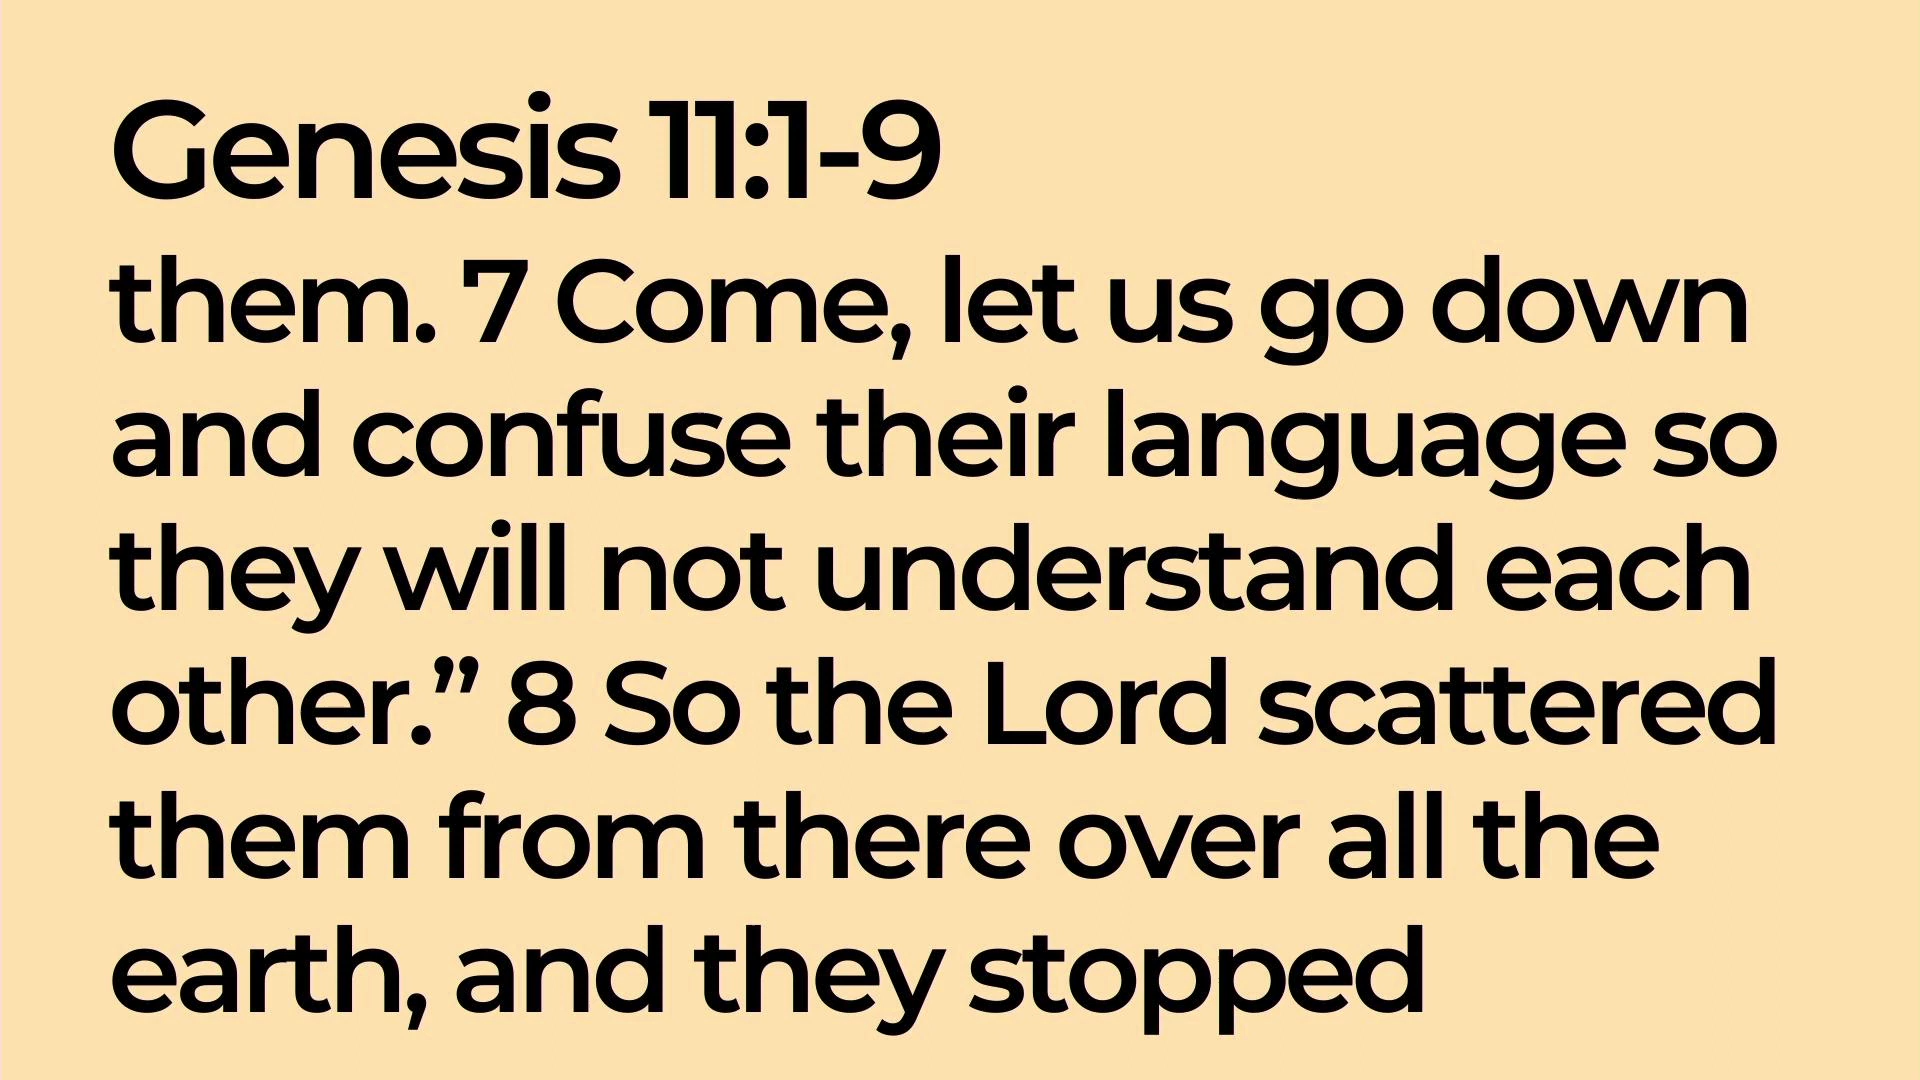 Genesis 11:1-9
them. 7 Come, let us go down
and confuse their language so
they will not understand each
other.” 8 So the Lord scattered
them from there over all the
earth, and they stopped